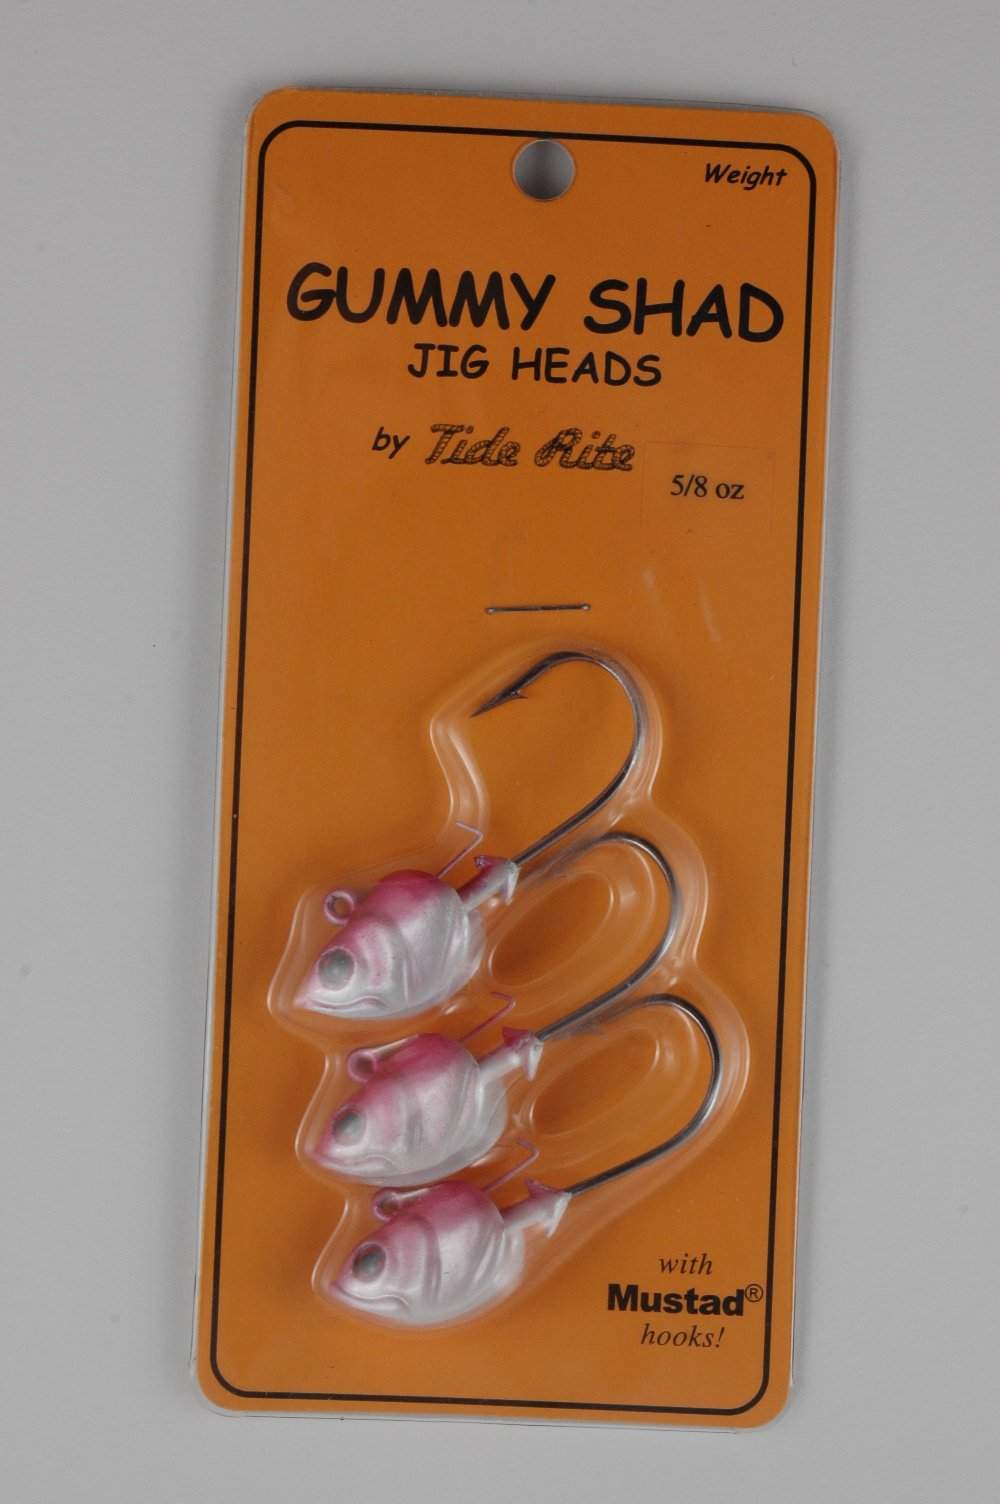 Weight
GUMMY SHAD
JIG HEADS
by Tide Rite
5/8 oz
with
Mustad®
hooks!